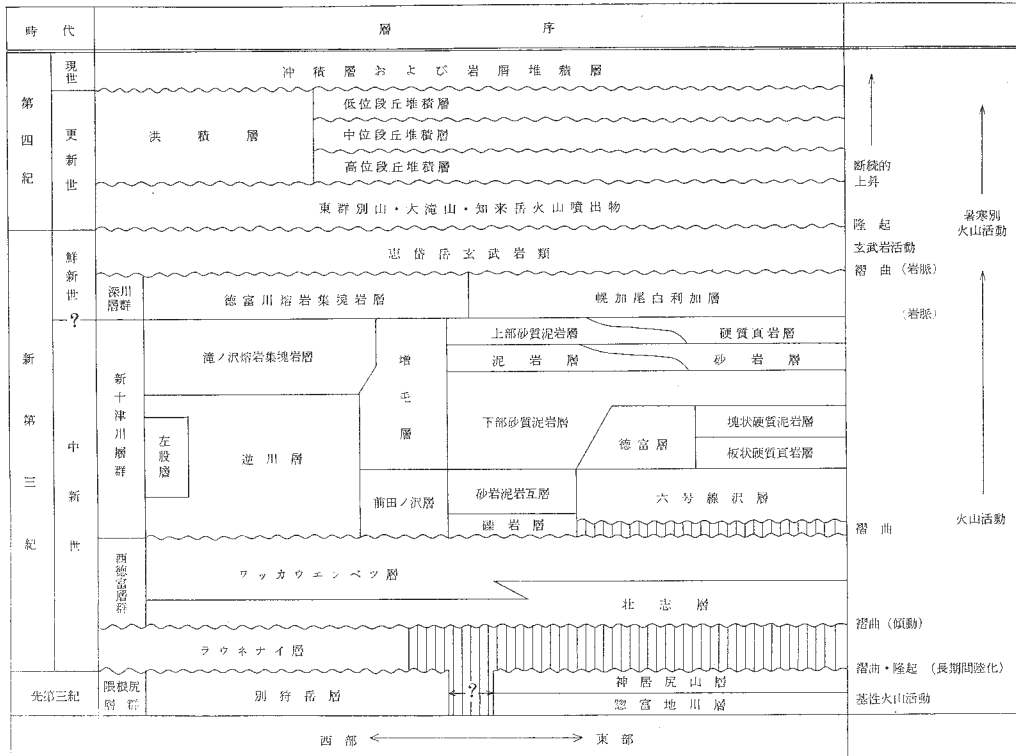 時代
層序
現世
沖積層および岩屑堆積層
第四紀
更新世
洪積層
低位段丘堆積層
中位段丘堆積層
高位段丘堆積層
断続的
上昇
東群別山・大滝山・知来岳火山噴出物
隆起
暑寒別
火山活動
玄武岩活動
鮮新世
恵岱岳玄武岩類
褶曲(岩脈)
深川
層群
徳富川熔岩集塊岩層
幌加尾白利加層
(岩脈)
?
新第三紀
中新世
新十津川層群
滝ノ沢熔岩集塊岩層
増毛層
上部砂質泥岩層
硬質頁岩層
泥岩層
砂岩層
左股層
逆川層
下部砂質泥岩層
徳富層
塊状硬質泥岩層
板状硬質頁岩層
前田ノ沢層
砂岩泥岩互層
六号線沢層
礫岩層
火山活動
褶曲
西徳富層群
ワッカウエンベツ層
壮志層
褶曲(傾動)
ラウネナイ層
褶曲・隆起(長期間陸化)
先第三紀
隈根尻
層群
別狩岳層
?
神居尻山層
惣富地川層
基性火山活動
西部
東部